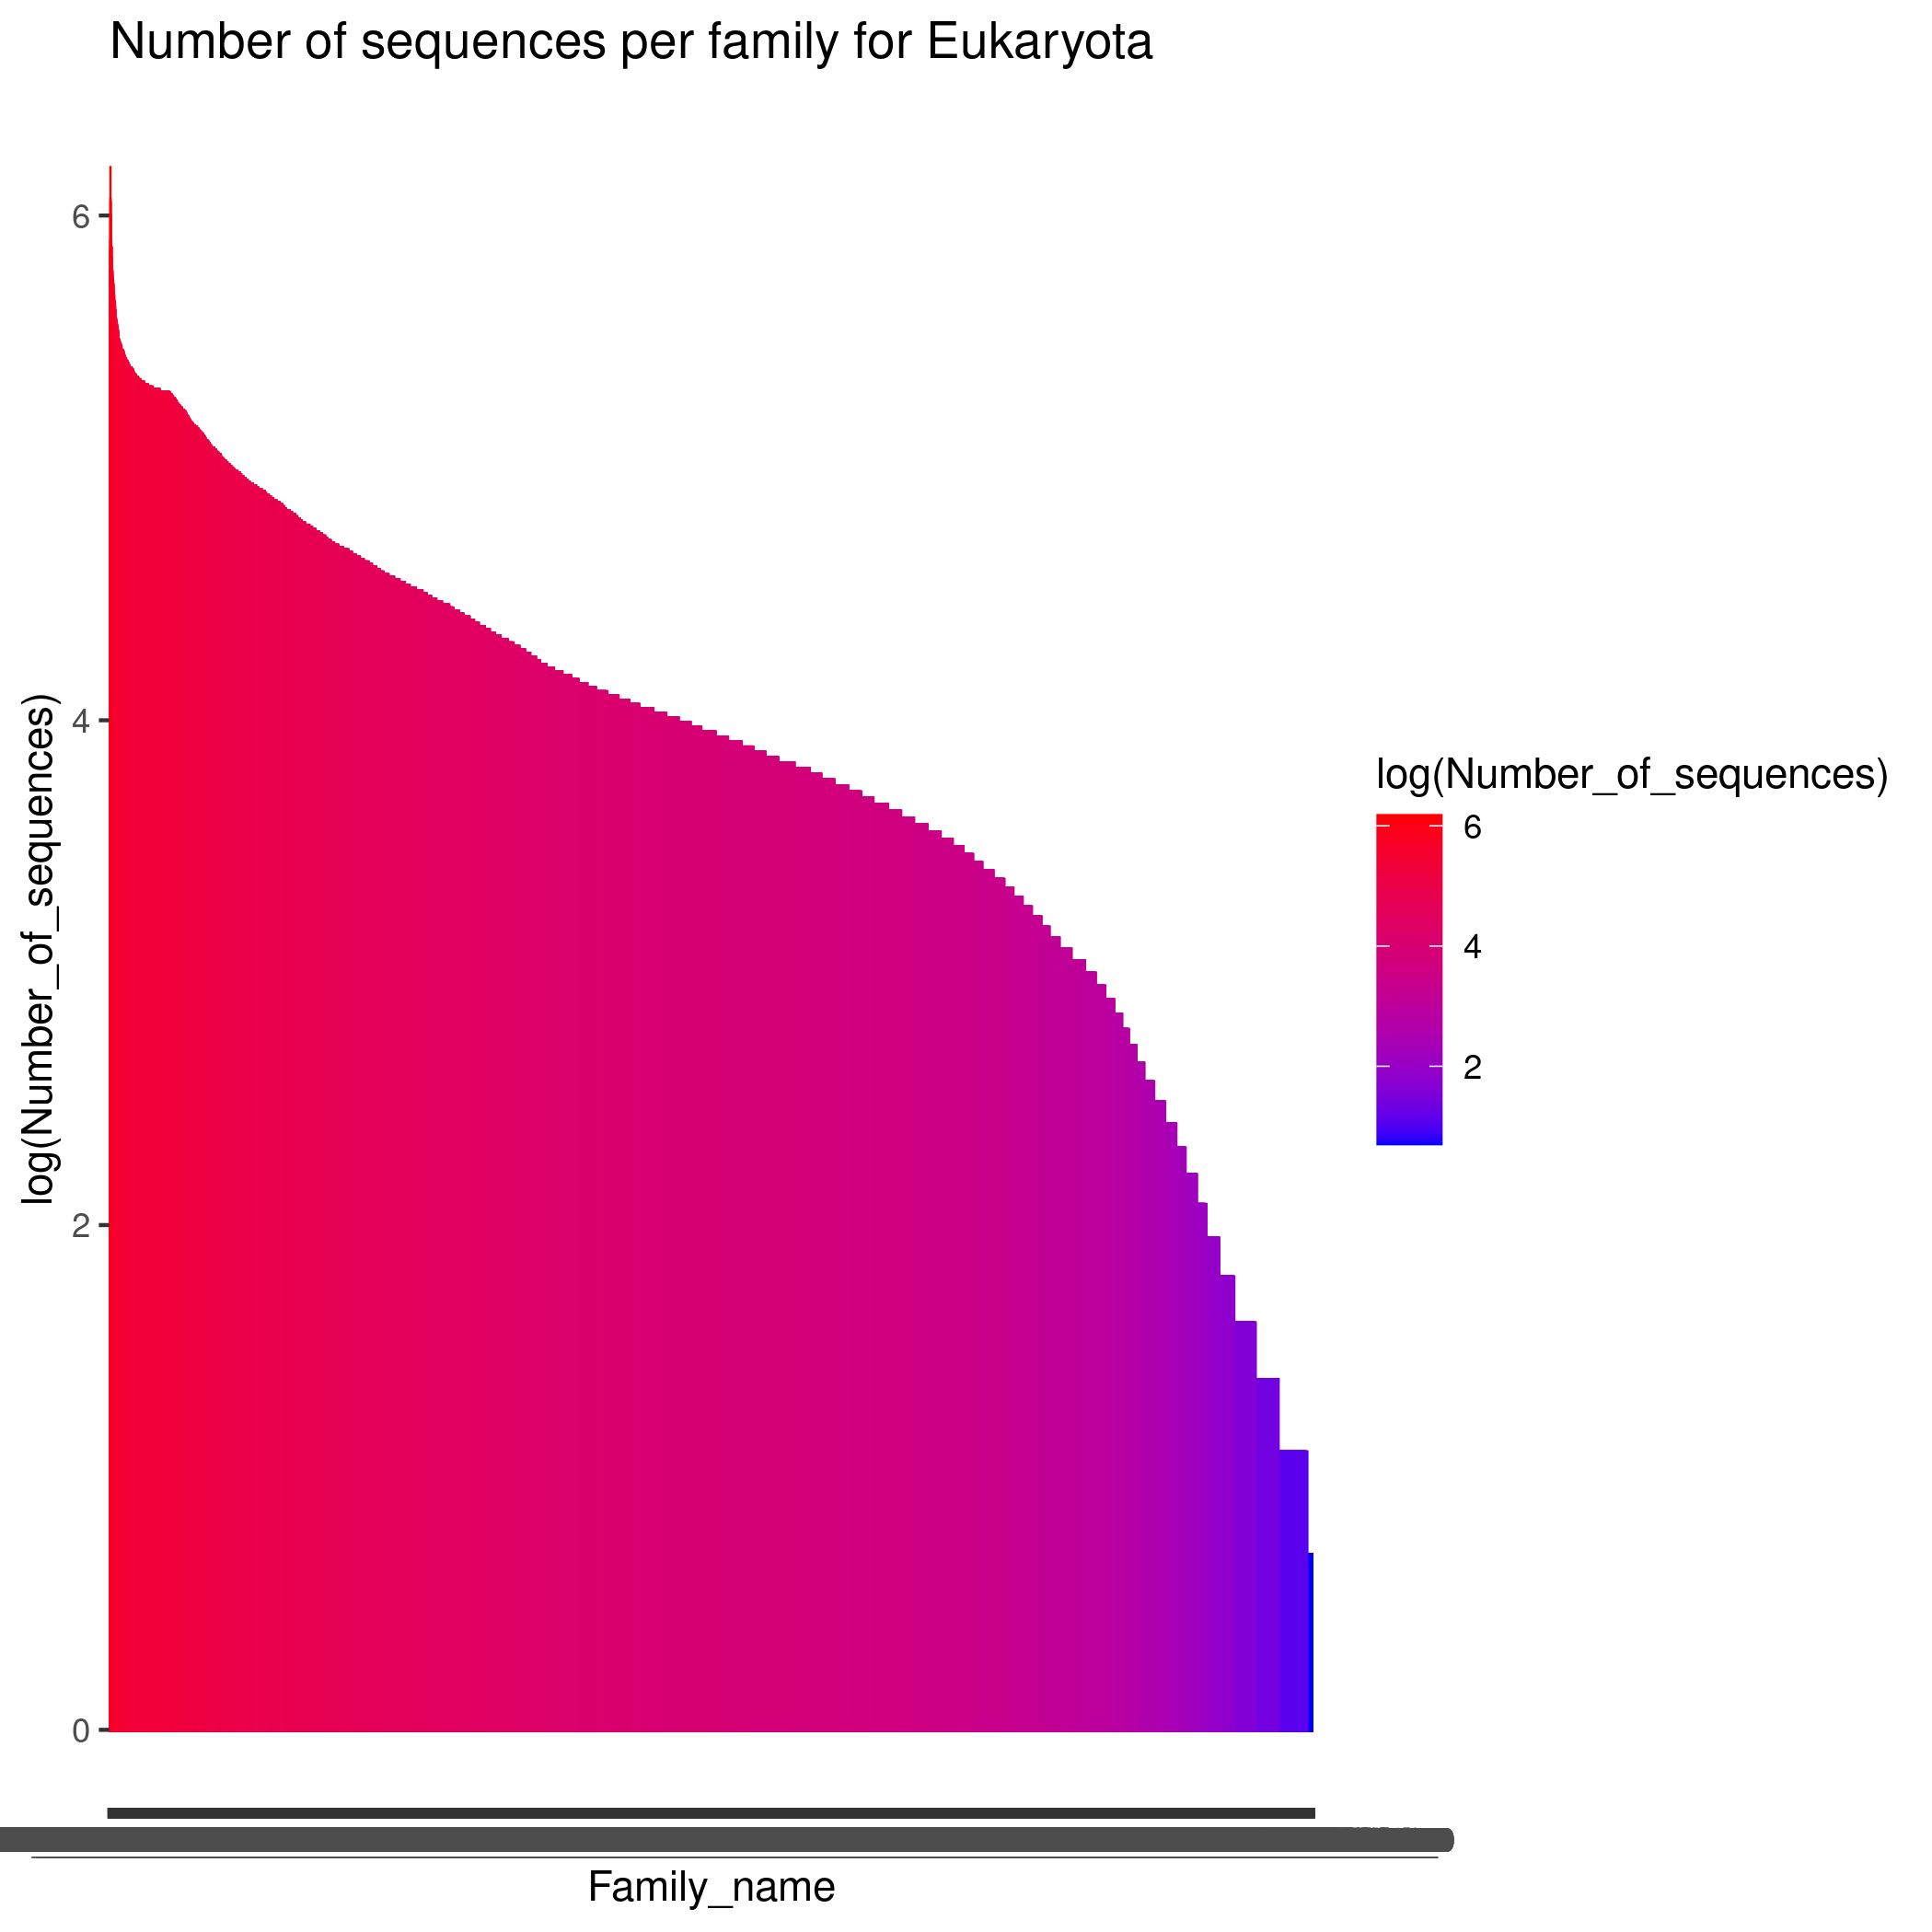 Number of sequences per family for Eukaryota
6
4
2
0
log(Number_of_sequences)
Family_name
log(Number_of_sequences)
6
4
2